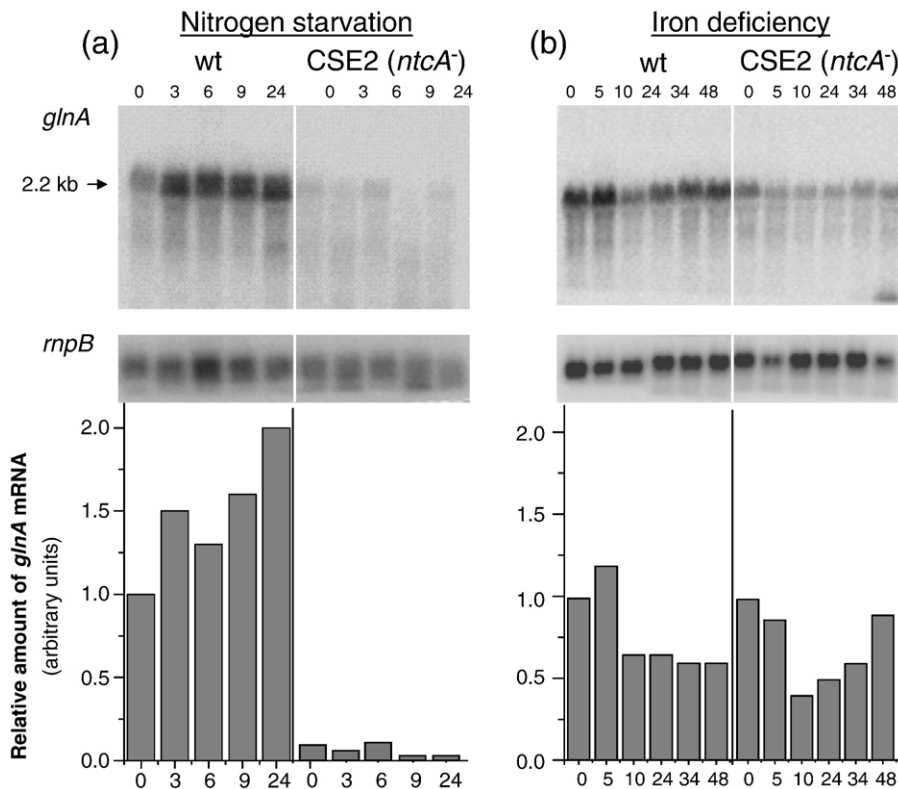 (a) Nitrogen starvation
wt CSE2 (ntcA-)
0 3 6 9 24 0 3 6 9 24
glnA
2.2 kb →
rnpB
Relative amount of glnA mRNA
(arbitrary units)
2.0
1.5
1.0
0.5
0.0
0 3 6 9 24 0 3 6 9 24
(b) Iron deficiency
wt CSE2 (ntcA-)
0 5 10 24 34 48 0 5 10 24 34 48
2.0
1.5
1.0
0.5
0.0
0 5 10 24 34 48 0 5 10 24 34 48